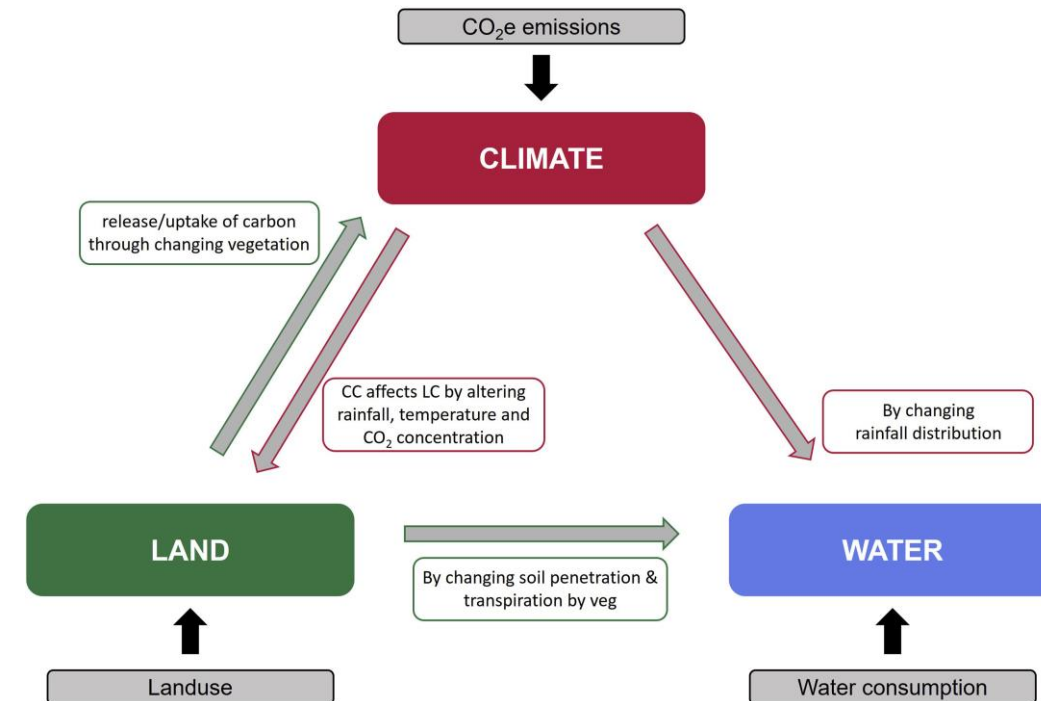 CO₂e emissions
CLIMATE
release/uptake of carbon
through changing vegetation
CC affects LC by altering
rainfall, temperature and
CO₂ concentration
By changing
rainfall distribution
LAND
WATER
By changing soil penetration &
transpiration by veg
Landuse
Water consumption